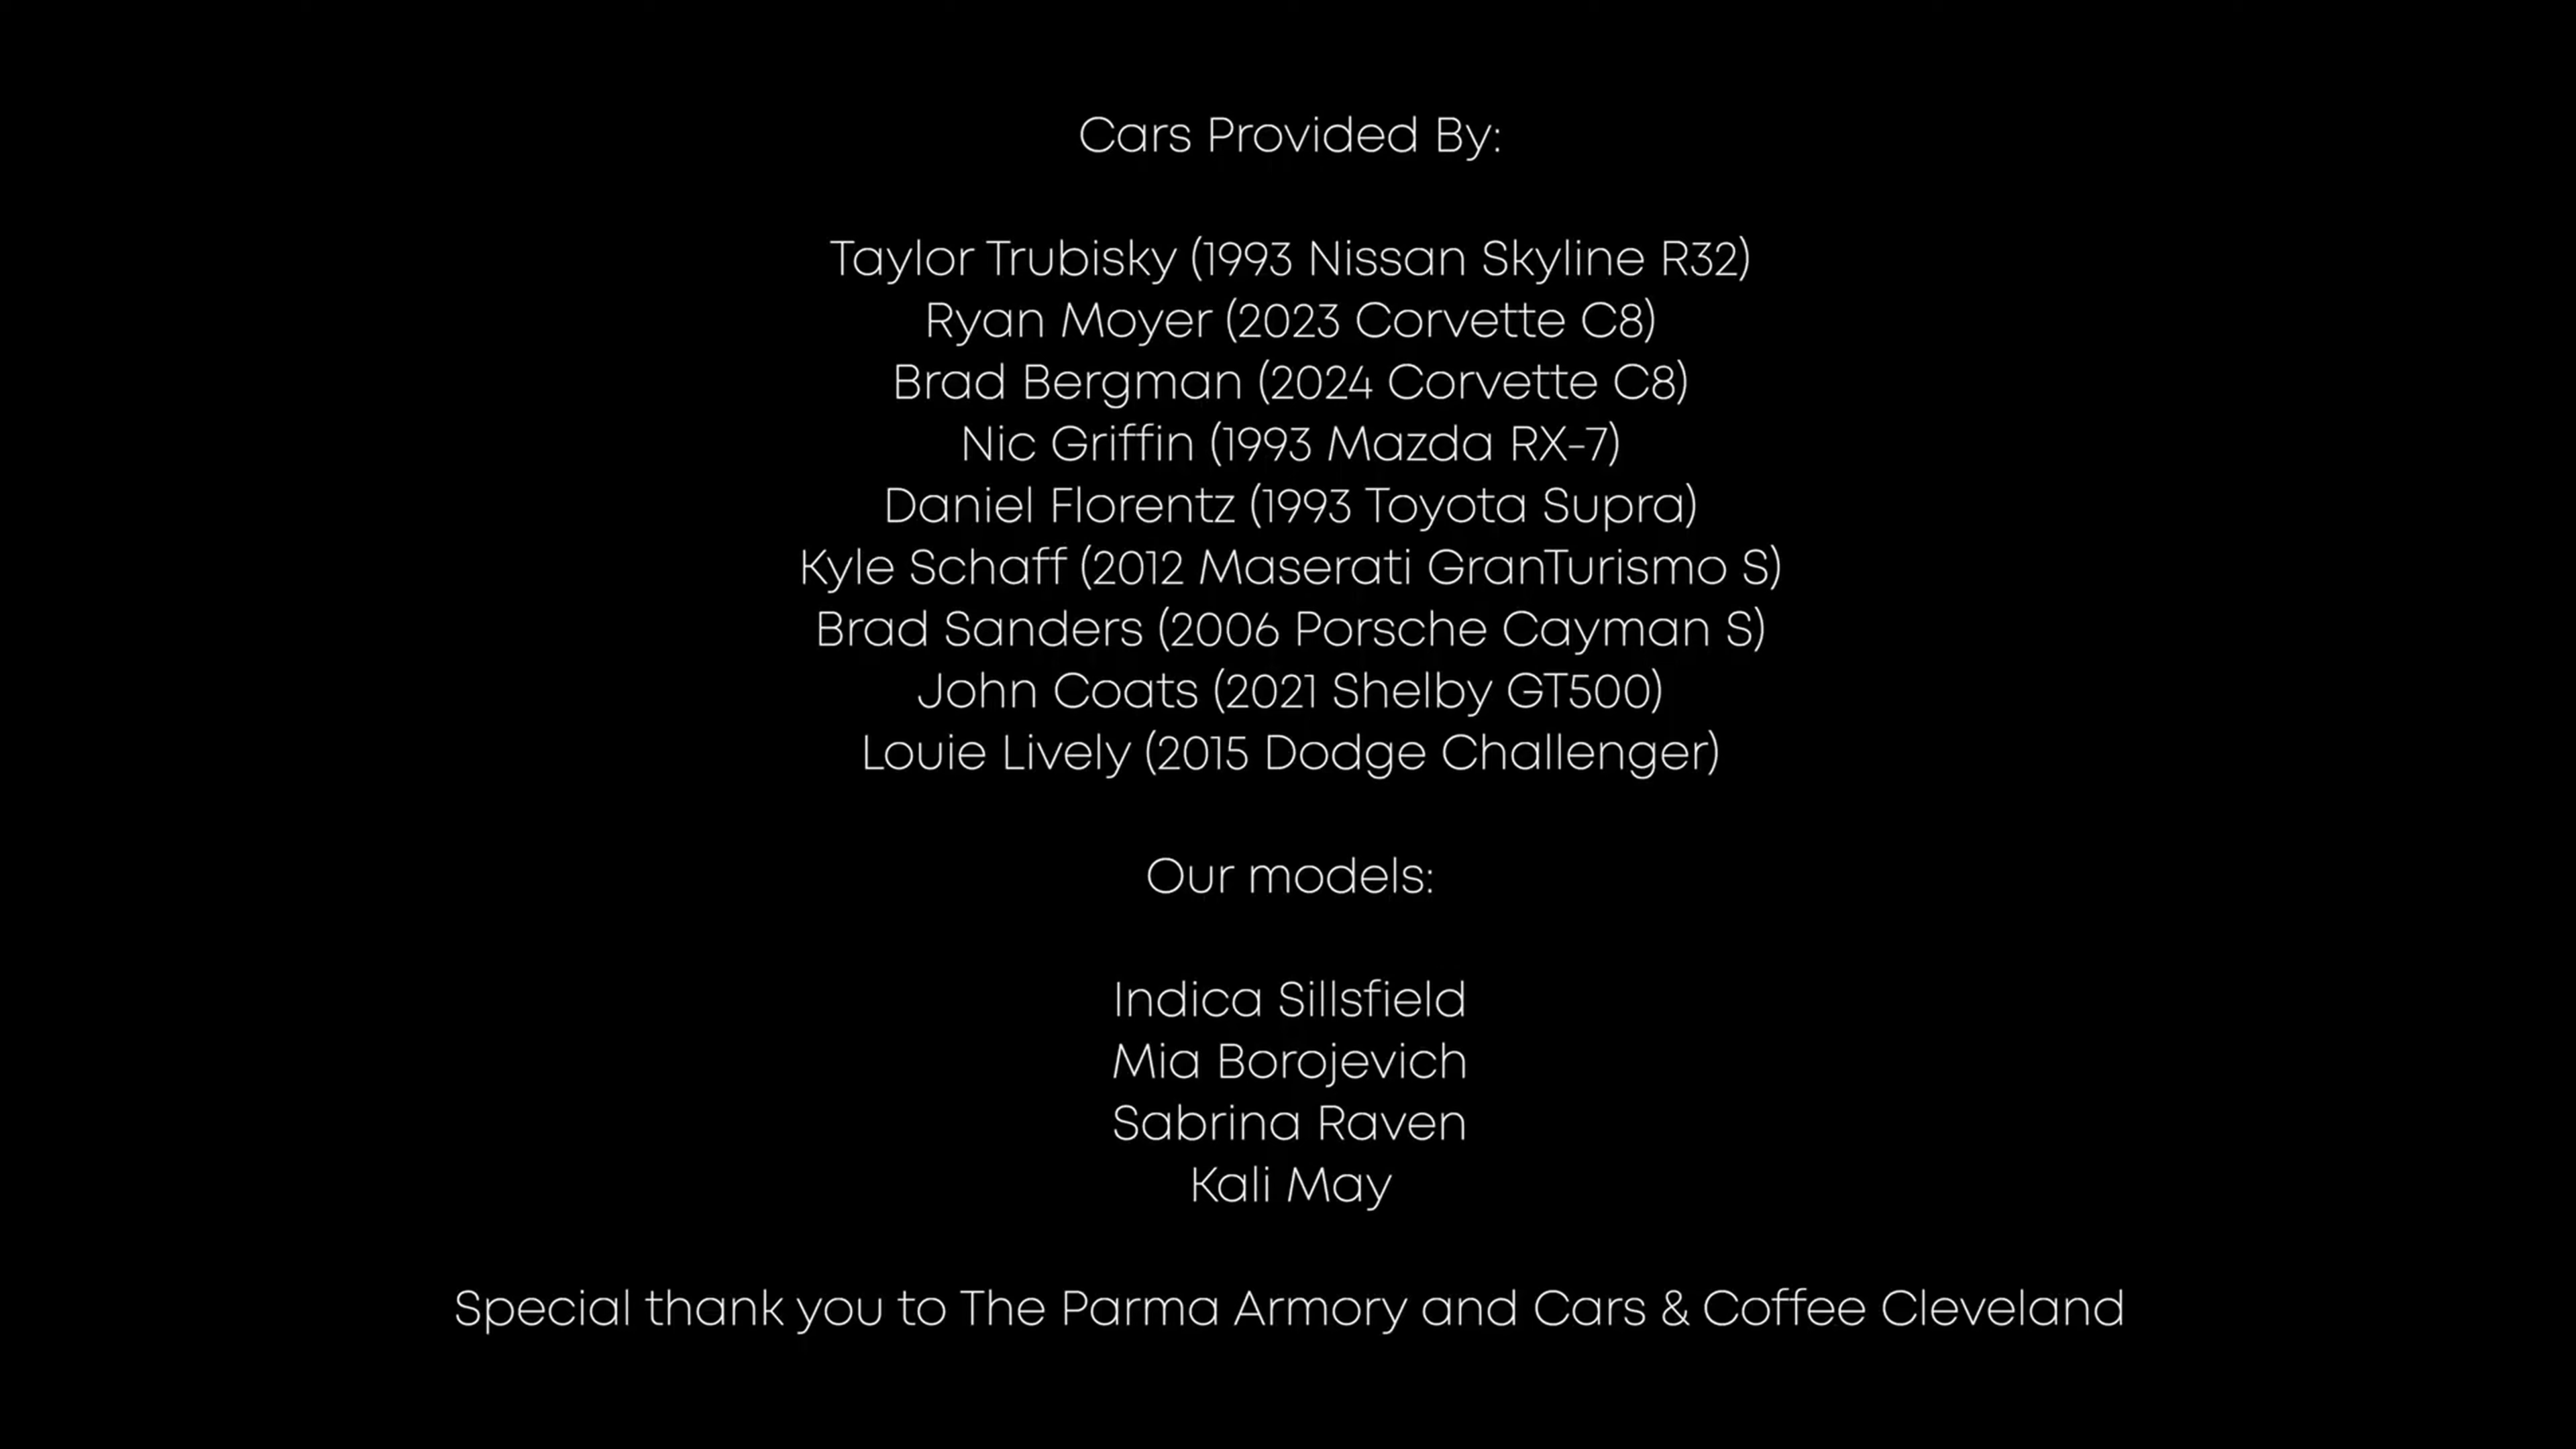 Cars Provided By:
Taylor Trubisky (1993 Nissan Skyline R32)
Ryan Moyer (2023 Corvette C8)
Brad Bergman (2024 Corvette C8)
Nic Griffin (1993 Mazda RX-7)
Daniel Florentz (1993 Toyota Supra)
Kyle Schaff (2012 Maserati GranTurismo S)
Brad Sanders (2006 Porsche Cayman S)
John Coats (2021 Shelby GT500)
Louie Lively (2015 Dodge Challenger)
Our models:
Indica Sillsfield
Mia Borojevich
Sabrina Raven
Kali May
Special thank you to The Parma Armory and Cars & Coffee Cleveland